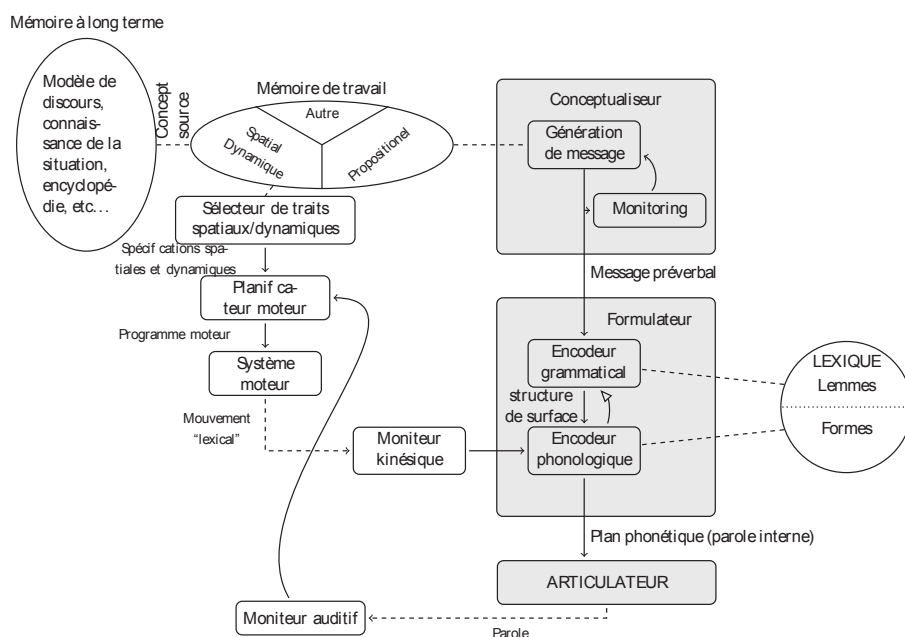 Mémoire à long terme
Modèle de
discours,
connais-
sance de la
situation,
encyclopé-
die, etc…
Concept
source
Mémoire de travail
Autre
Spatial
Dynamique
Propositionel
Conceptualiseur
Génération
de message
Monitoring
Sélecteur de traits
spatiaux/dynamiques
Spécif cations spa-
tiales et dynamiques
Planif ca-
teur moteur
Programme moteur
Système
moteur
Mouvement
“lexical”
Moniteur
kinésique
Message préverbal
Formulateur
Encodeur
grammatical
structure
de surface
Encodeur
phonologique
LEXIQUE
Lemmes
Formes
Plan phonétique (parole interne)
ARTICULATEUR
Moniteur auditif
Parole